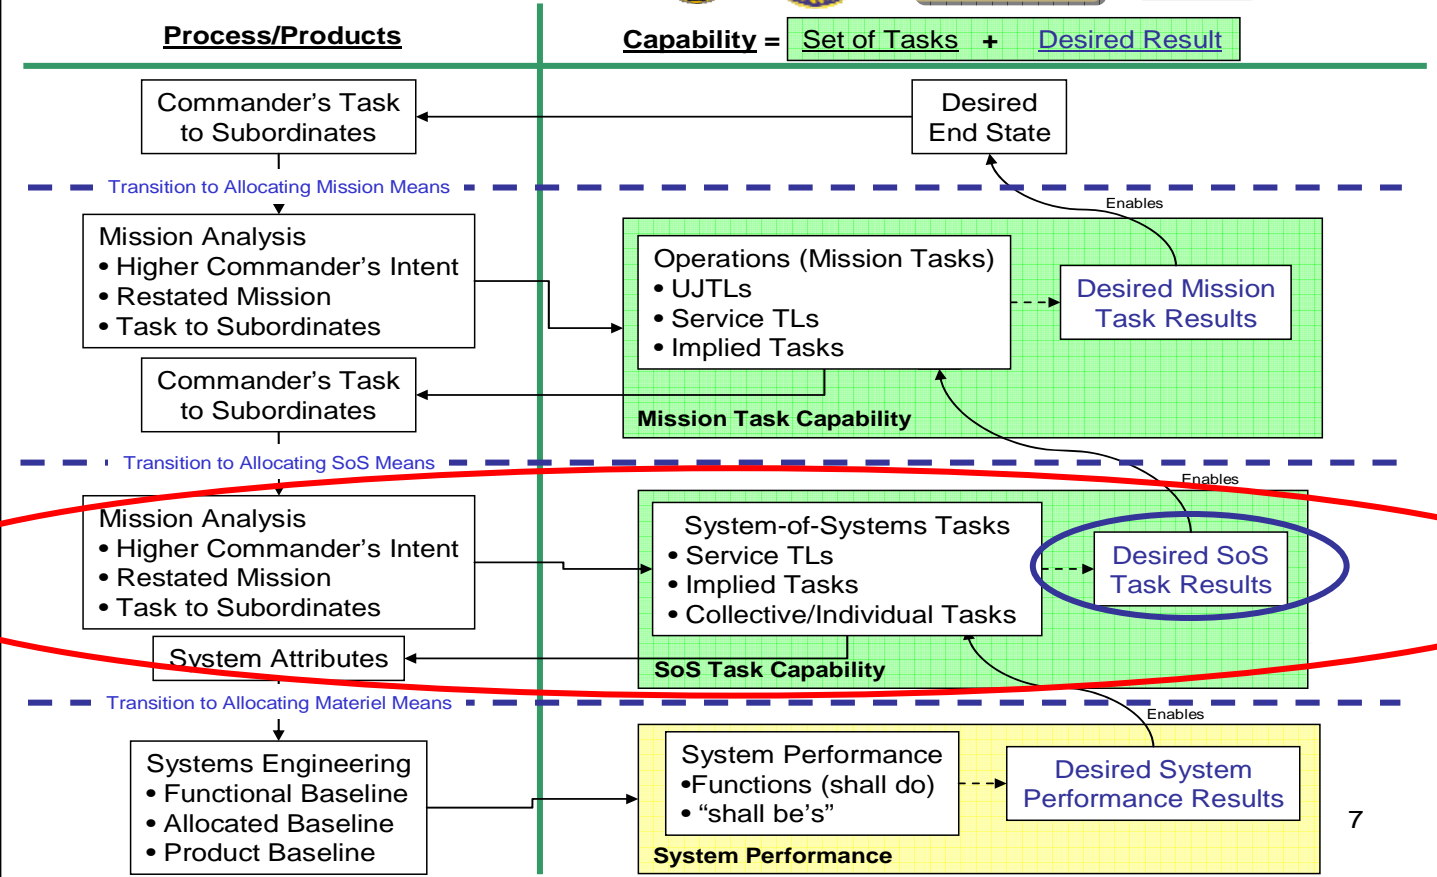 Process/Products
Capability = Set of Tasks + Desired Result
Commander's Task
to Subordinates
Desired
End State
Transition to Allocating Mission Means
Enables
Mission Analysis
• Higher Commander's Intent
• Restated Mission
• Task to Subordinates
Operations (Mission Tasks)
• UJTLs
• Service TLs
• Implied Tasks
Desired Mission
Task Results
Mission Task Capability
Commander's Task
to Subordinates
Transition to Allocating SoS Means
Enables
Mission Analysis
• Higher Commander's Intent
• Restated Mission
• Task to Subordinates
System-of-Systems Tasks
• Service TLs
• Implied Tasks
• Collective/Individual Tasks
Desired SoS
Task Results
System Attributes
SoS Task Capability
Transition to Allocating Materiel Means
Enables
Systems Engineering
• Functional Baseline
• Allocated Baseline
• Product Baseline
System Performance
•Functions (shall do)
• “shall be's”
Desired System
Performance Results
System Performance
7